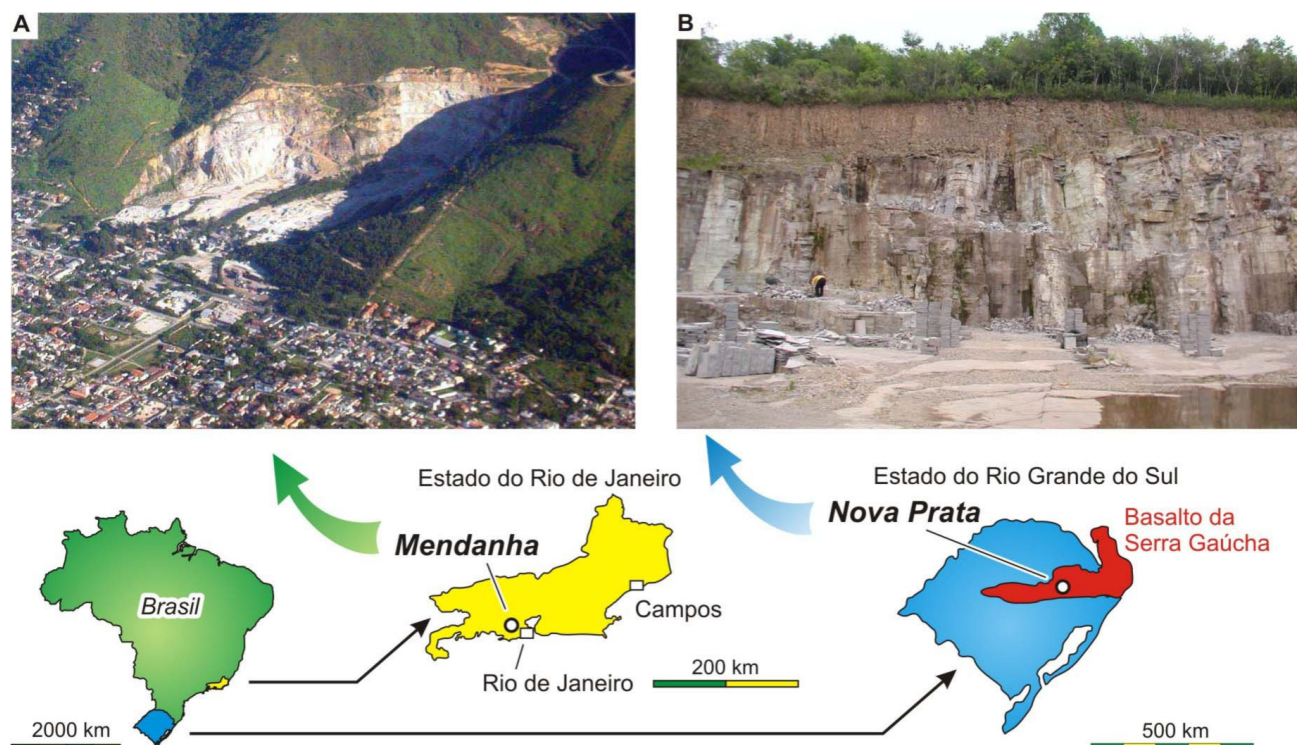 A
B
Estado do Rio de Janeiro
Mendanha
Campos
Rio de Janeiro
200 km
Brasil
2000 km
Estado do Rio Grande do Sul
Nova Prata
Basalto da
Serra Gaúcha
500 km